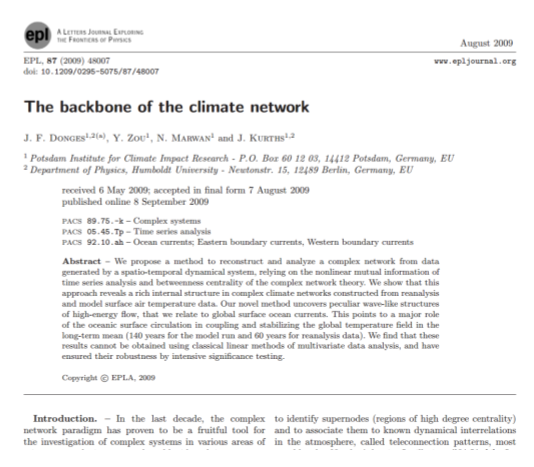 epl
A LETTERS JOURNAL EXPLORING
THE FRONTIERS OF PHYSICS
August 2009
EPL, 87 (2009) 48007
www.epljournal.org
doi: 10.1209/0295-5075/87/48007
The backbone of the climate network
J. F. DONGES1,2(a), Y. ZOU1, N. MARWAN1 and J. KURTHS1,2
1 Potsdam Institute for Climate Impact Research - P.O. Box 60 12 03, 14412 Potsdam, Germany, EU
2 Department of Physics, Humboldt University - Newtonstr. 15, 12489 Berlin, Germany, EU
received 6 May 2009; accepted in final form 7 August 2009
published online 8 September 2009
PACS 89.75.-k – Complex systems
PACS 05.45.Tp – Time series analysis
PACS 92.10.ah – Ocean currents; Eastern boundary currents, Western boundary currents
Abstract – We propose a method to reconstruct and analyze a complex network from data
generated by a spatio-temporal dynamical system, relying on the nonlinear mutual information of
time series analysis and betweenness centrality of the complex network theory. We show that this
approach reveals a rich internal structure in complex climate networks constructed from reanalysis
and model surface air temperature data. Our novel method uncovers peculiar wave-like structures
of high-energy flow, that we relate to global surface ocean currents. This points to a major role
of the oceanic surface circulation in coupling and stabilizing the global temperature field in the
long-term mean (140 years for the model run and 60 years for reanalysis data). We find that these
results cannot be obtained using classical linear methods of multivariate data analysis, and have
ensured their robustness by intensive significance testing.
Copyright © EPLA, 2009
Introduction. – In the last decade, the complex
network paradigm has proven to be a fruitful tool for
the investigation of complex systems in various areas of
to identify supernodes (regions of high degree centrality)
and to associate them to known dynamical interrelations
in the atmosphere, called teleconnection patterns, most